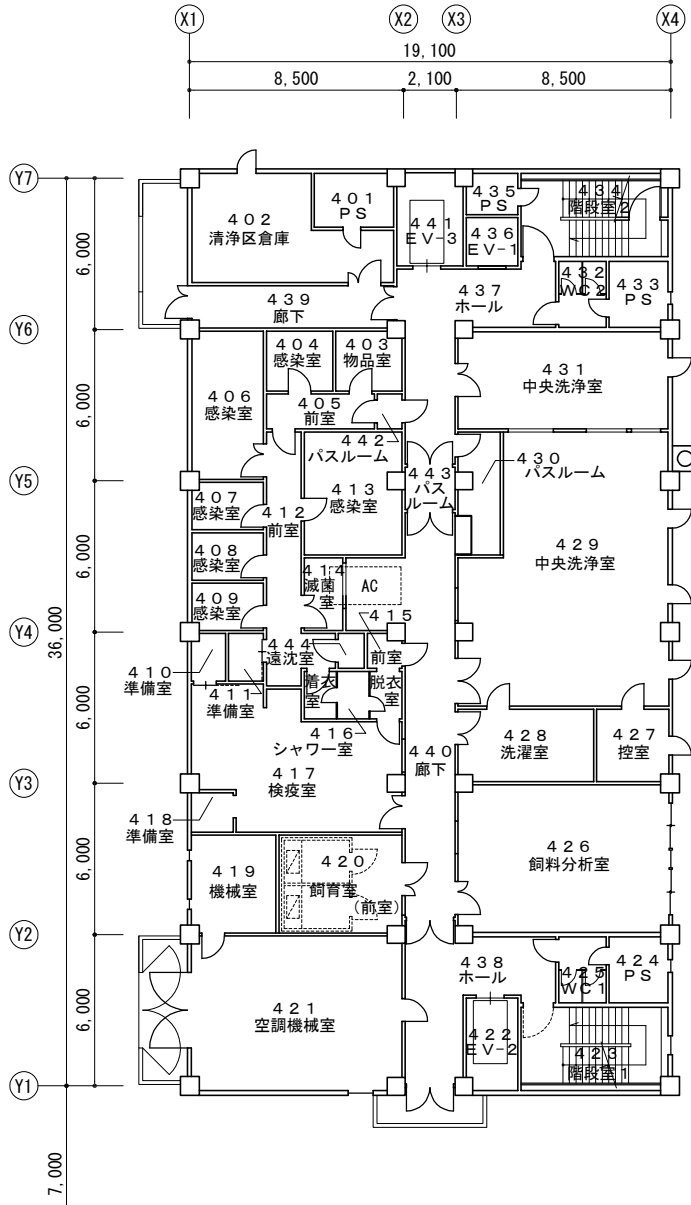 X1
X2
X3
X4
19,100
8,500
2,100
8,500
Y7
Y6
Y5
Y4
Y3
Y2
Y1
6,000
6,000
6,000
6,000
6,000
6,000
36,000
7,000
401
PS
402
清浄区倉庫
441
EV-3
435
PS
436
EV-1
434
階段室2
432
WC2
433
PS
437
ホール
439
廊下
404
感染室
403
物品室
405
前室
406
感染室
442
パスルーム
431
中央洗浄室
443
パス
ルーム
430
パスルーム
407
感染室
412
前室
413
感染室
408
感染室
414
滅菌
室
AC
429
中央洗浄室
409
感染室
415
前室
444
遠沈室
410
準備室
411
準備室
着衣
室
脱衣
室
416
シャワー室
428
洗濯室
427
控室
440
廊下
417
検疫室
418
準備室
426
飼料分析室
419
機械室
420
飼育室
(前室)
438
ホール
425
WC1
424
PS
421
空調機械室
422
EV-2
423
階段室1